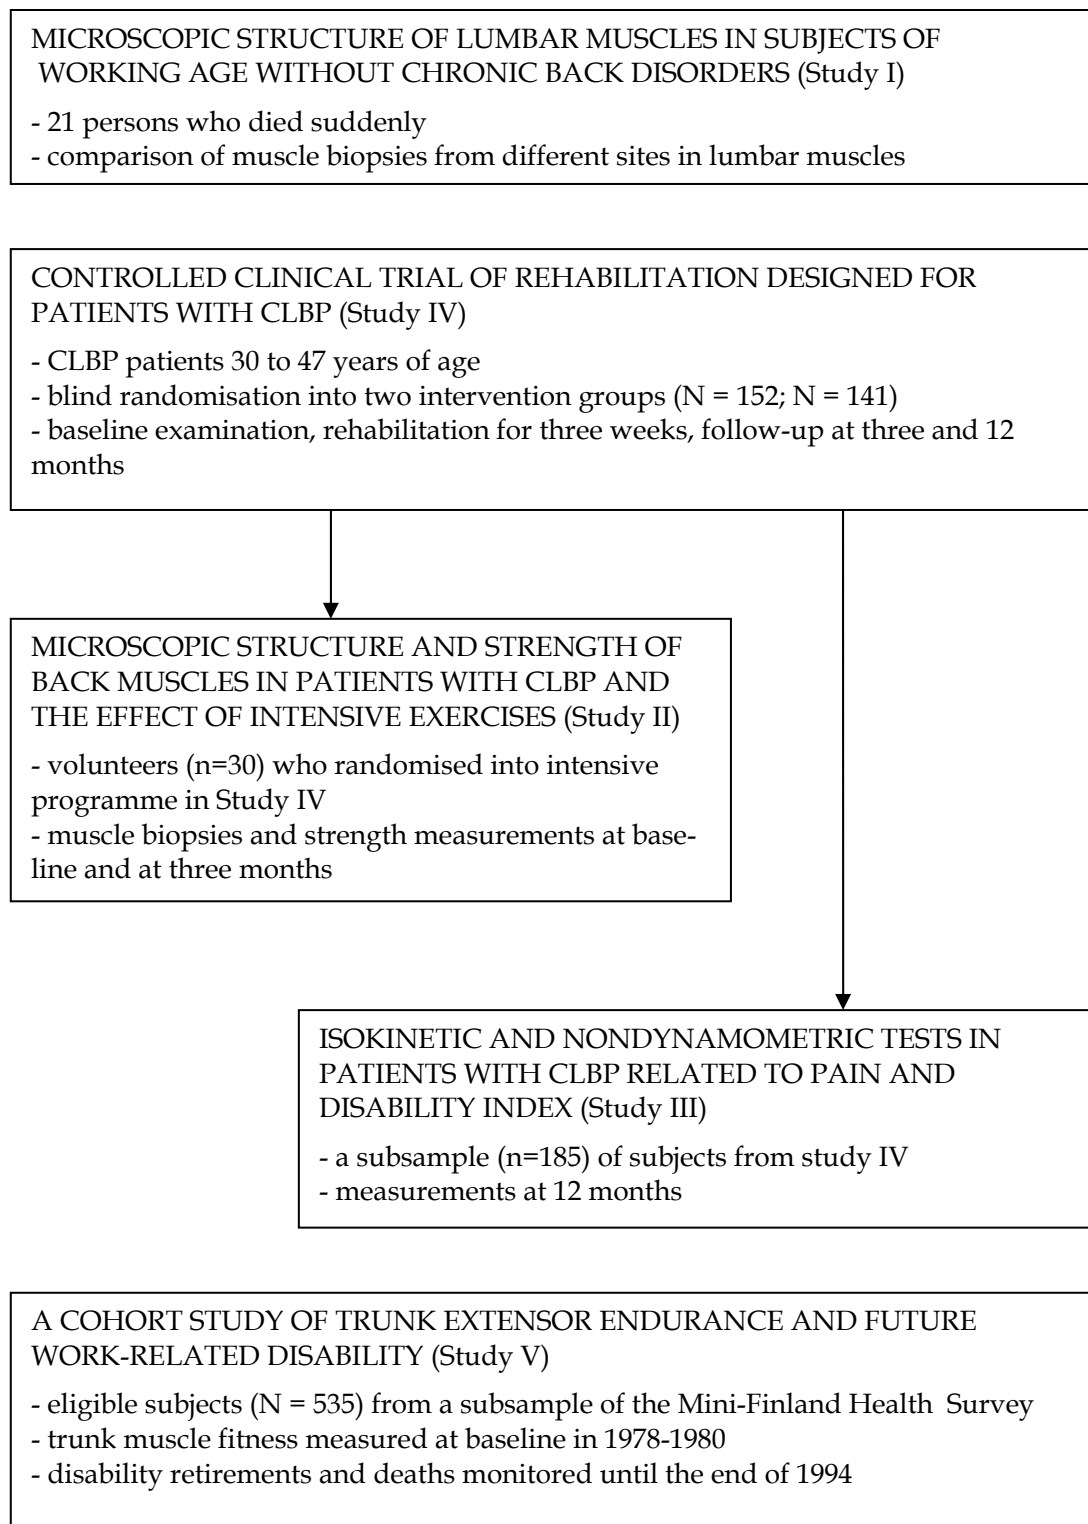 MICROSCOPIC STRUCTURE OF LUMBAR MUSCLES IN SUBJECTS OF
WORKING AGE WITHOUT CHRONIC BACK DISORDERS (Study I)
- 21 persons who died suddenly
- comparison of muscle biopsies from different sites in lumbar muscles
CONTROLLED CLINICAL TRIAL OF REHABILITATION DESIGNED FOR
PATIENTS WITH CLBP (Study IV)
- CLBP patients 30 to 47 years of age
- blind randomisation into two intervention groups (N = 152; N = 141)
- baseline examination, rehabilitation for three weeks, follow-up at three and 12
months
MICROSCOPIC STRUCTURE AND STRENGTH OF
BACK MUSCLES IN PATIENTS WITH CLBP AND
THE EFFECT OF INTENSIVE EXERCISES (Study II)
- volunteers (n=30) who randomised into intensive
programme in Study IV
- muscle biopsies and strength measurements at base-
line and at three months
ISOKINETIC AND NONDYNAMOMETRIC TESTS IN
PATIENTS WITH CLBP RELATED TO PAIN AND
DISABILITY INDEX (Study III)
- a subsample (n=185) of subjects from study IV
- measurements at 12 months
A COHORT STUDY OF TRUNK EXTENSOR ENDURANCE AND FUTURE
WORK-RELATED DISABILITY (Study V)
- eligible subjects (N = 535) from a subsample of the Mini-Finland Health Survey
- trunk muscle fitness measured at baseline in 1978-1980
- disability retirements and deaths monitored until the end of 1994